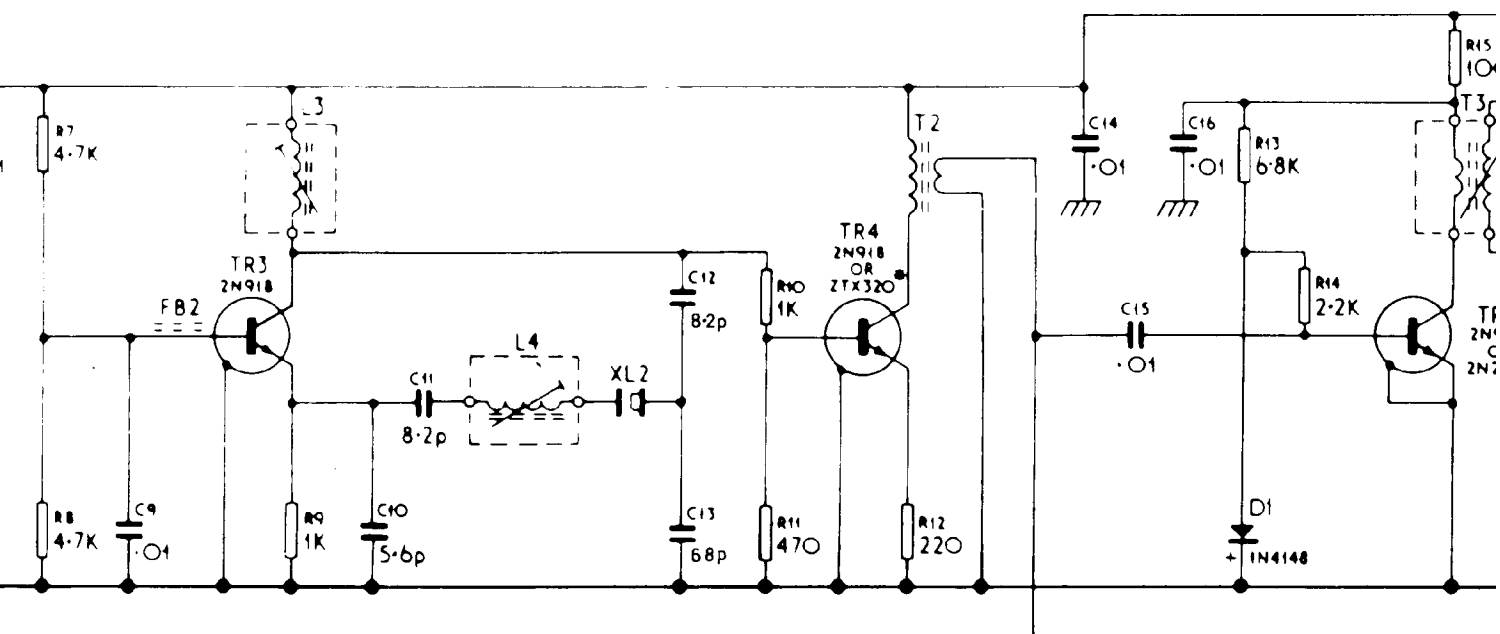 R15
L3
T3
R7
4·7K
T2
C14
·01
C16
·01
R13
6·8K
TR3
2N918
FB2
TR4
2N918
OR
ZTX320
*
C12
8·2p
R10
1K
R14
2·2K
C15
·01
L4
XL2
C11
8·2p
R8
4·7K
C9
·01
R9
1K
C10
5·6p
C13
68p
R11
470
R12
220
D1
+ 1N4148